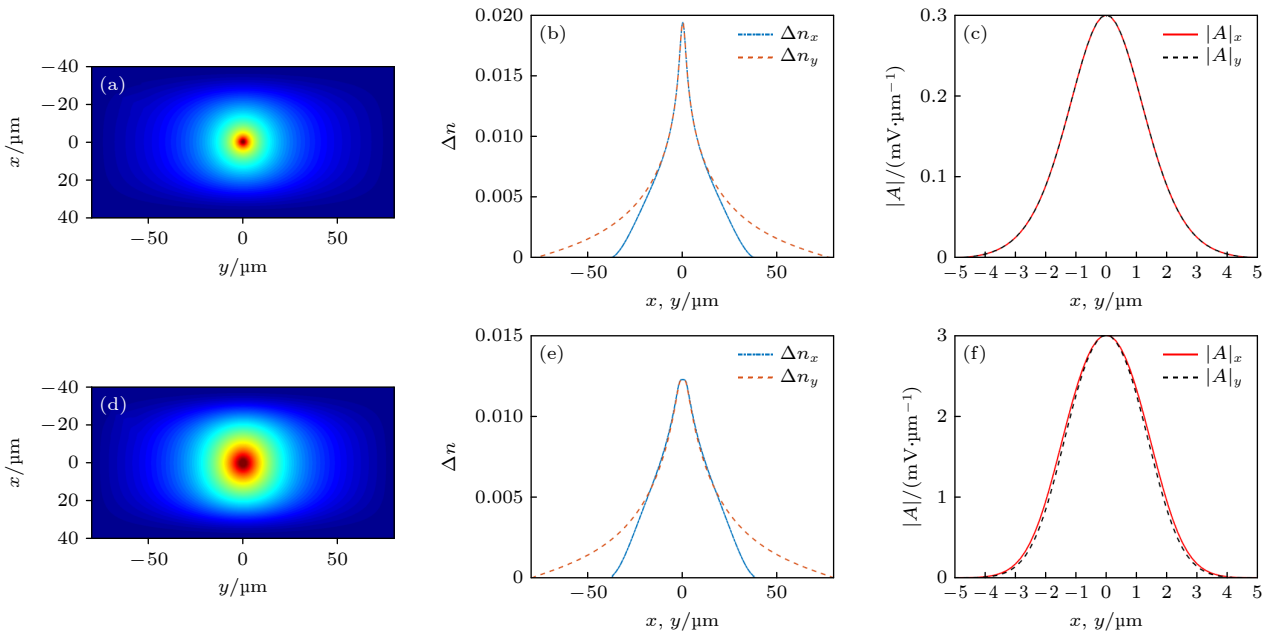 (a)
−40
−20
0
20
40
x/µm
−50 0 50
y/µm
(b)
Δnₓ
Δn_y
0.020
0.015
0.010
0.005
0
Δn
−50 0 50
x, y/µm
(c)
|A|ₓ
|A|_y
0.3
0.2
0.1
0
|A|/(mV·µm⁻¹)
−5 −4 −3 −2 −1 0 1 2 3 4 5
x, y/µm
(d)
−40
−20
0
20
40
x/µm
−50 0 50
y/µm
(e)
Δnₓ
Δn_y
0.015
0.010
0.005
0
Δn
−50 0 50
x, y/µm
(f)
|A|ₓ
|A|_y
3
2
1
0
|A|/(mV·µm⁻¹)
−5 −4 −3 −2 −1 0 1 2 3 4 5
x, y/µm